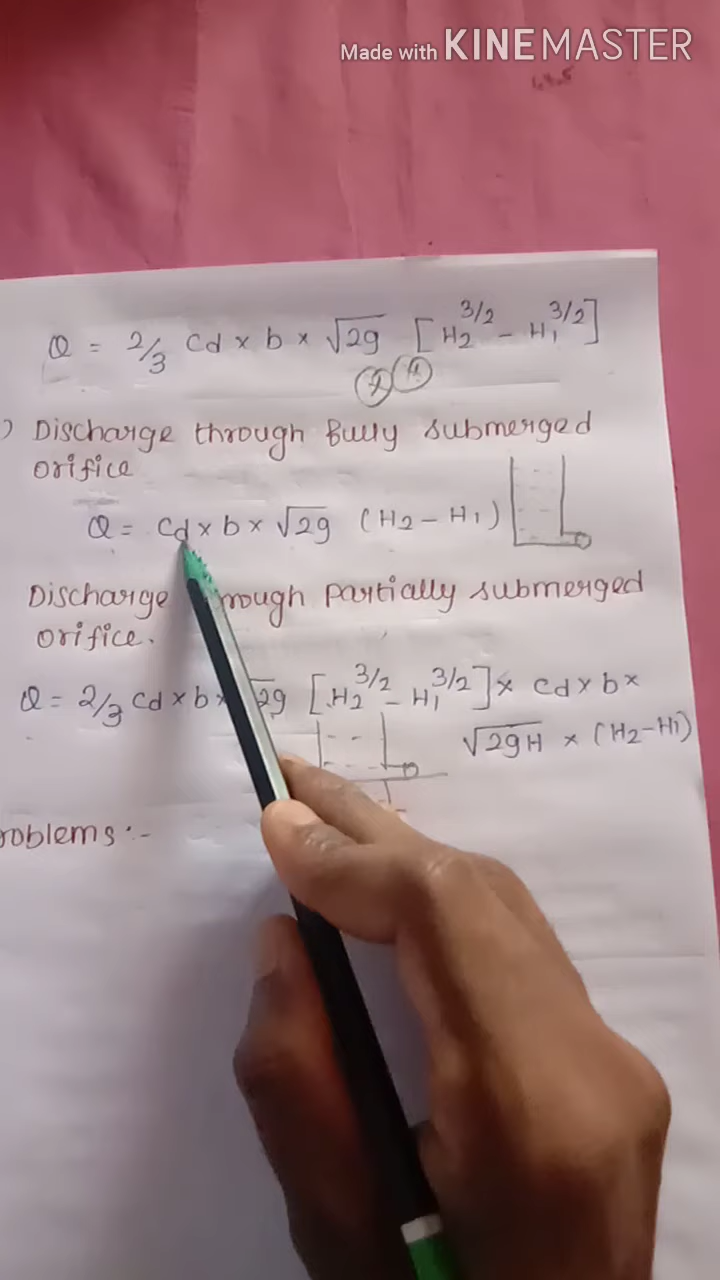 Made with KINEMASTER
Q = 2/3 Cd × b × √2g [H₂^3/2 - H₁^3/2]
) Discharge through fully submerged
orifice
Q = Cd × b × √2g (H₂ - H₁)
Discharge through partially submerged
orifice.
Q = 2/3 Cd × b × √2g [H₂^3/2 - H₁^3/2] × Cd × b ×
√2gH × (H₂-H₁)
roblems :-